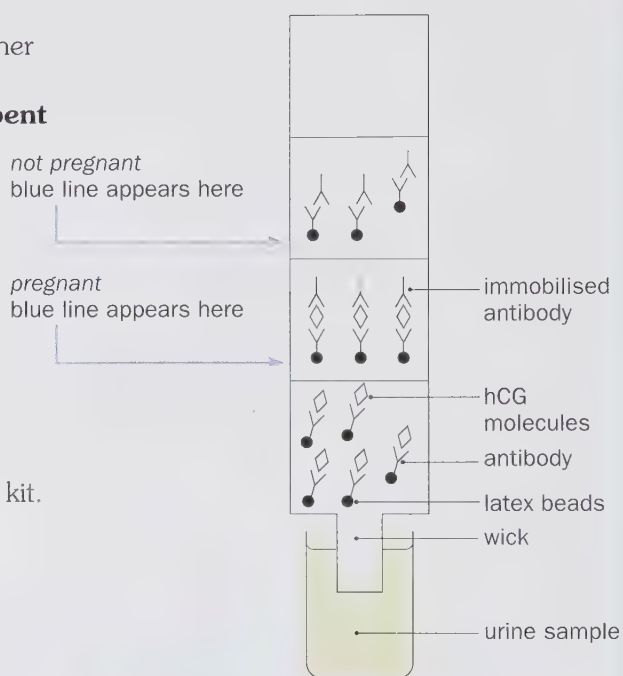 ner
pent
not pregnant
blue line appears here
pregnant
blue line appears here
immobilised
antibody
hCG
molecules
antibody
latex beads
kit.
wick
urine sample